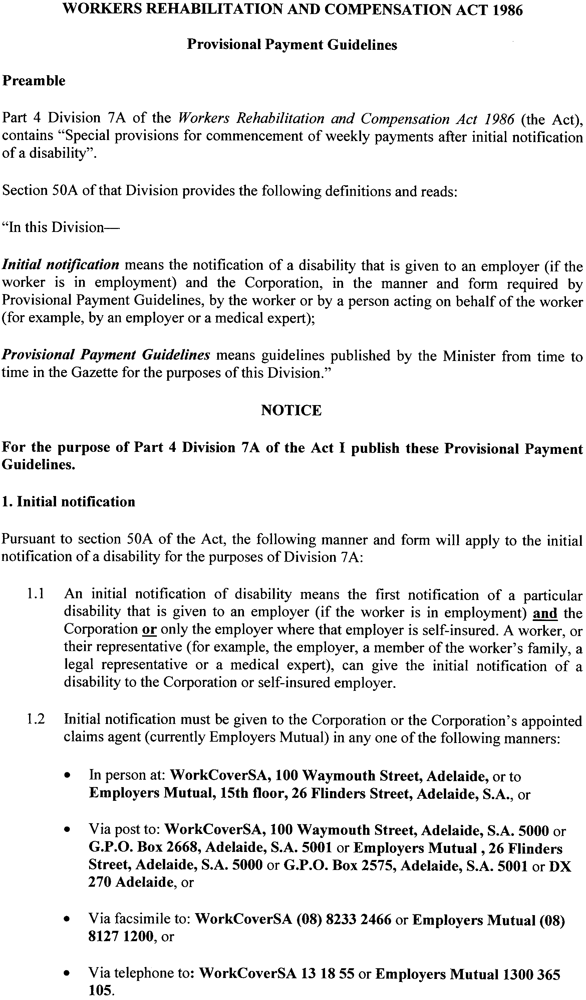 WORKERS REHABILITATION AND COMPENSATION ACT 1986
Provisional Payment Guidelines
Preamble
Part 4 Division 7A of the Workers Rehabilitation and Compensation Act 1986 (the Act),
contains “Special provisions for commencement of weekly payments after initial notification
of a disability”.
Section 50A of that Division provides the following definitions and reads:
“In this Division—
Initial notification means the notification of a disability that is given to an employer (if the
worker is in employment) and the Corporation, in the manner and form required by
Provisional Payment Guidelines, by the worker or by a person acting on behalf of the worker
(for example, by an employer or a medical expert);
Provisional Payment Guidelines means guidelines published by the Minister from time to
time in the Gazette for the purposes of this Division.”
NOTICE
For the purpose of Part 4 Division 7A of the Act I publish these Provisional Payment
Guidelines.
1. Initial notification
Pursuant to section 50A of the Act, the following manner and form will apply to the initial
notification of a disability for the purposes of Division 7A:
1.1 An initial notification of disability means the first notification of a particular
disability that is given to an employer (if the worker is in employment) and the
Corporation or only the employer where that employer is self-insured. A worker, or
their representative (for example, the employer, a member of the worker’s family, a
legal representative or a medical expert), can give the initial notification of a
disability to the Corporation or self-insured employer.
1.2 Initial notification must be given to the Corporation or the Corporation’s appointed
claims agent (currently Employers Mutual) in any one of the following manners:
• In person at: WorkCoverSA, 100 Waymouth Street, Adelaide, or to
Employers Mutual, 15th floor, 26 Flinders Street, Adelaide, S.A., or
• Via post to: WorkCoverSA, 100 Waymouth Street, Adelaide, S.A. 5000 or
G.P.O. Box 2668, Adelaide, S.A. 5001 or Employers Mutual , 26 Flinders
Street, Adelaide, S.A. 5000 or G.P.O. Box 2575, Adelaide, S.A. 5001 or DX
270 Adelaide, or
• Via facsimile to: WorkCoverSA (08) 8233 2466 or Employers Mutual (08)
8127 1200, or
• Via telephone to: WorkCoverSA 13 18 55 or Employers Mutual 1300 365
105.